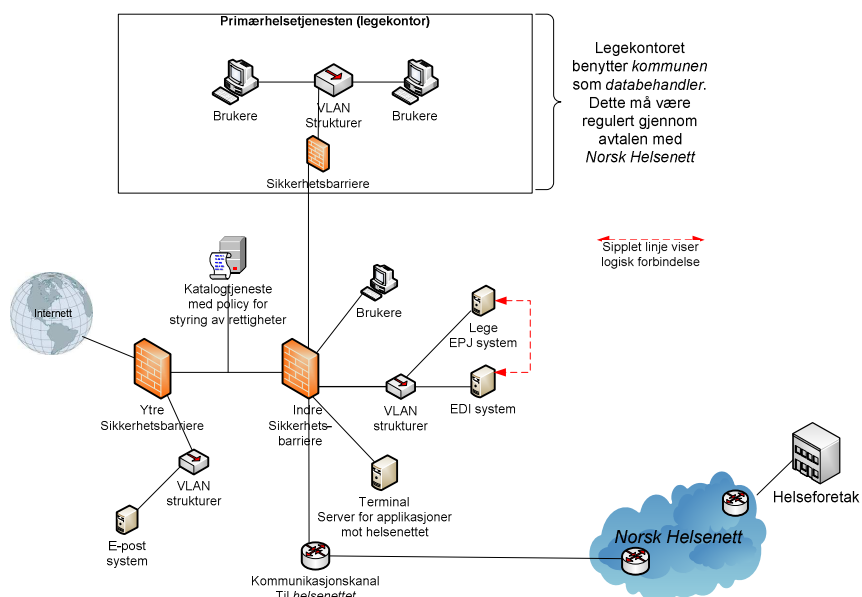 Primærhelsetjenesten (legekontor)
Brukere
VLAN
Strukturer
Brukere
Sikkerhetsbarriere
Legekontoret
benytter kommunen
som databehandler.
Dette må være
regulert gjennom
avtalen med
Norsk Helsenett
Sipplet linje viser
logisk forbindelse
Internett
Katalogtjeneste
med policy for
styring av rettigheter
Brukere
Lege
EPJ system
EDI system
VLAN
strukturer
Ytre
Sikkerhetsbarriere
Indre
Sikkerhets-
barriere
VLAN
strukturer
E-post
system
Terminal
Server for applikasjoner
mot helsenettet
Kommunikasjonskanal
Til helsenettet
Norsk Helsenett
Helseforetak